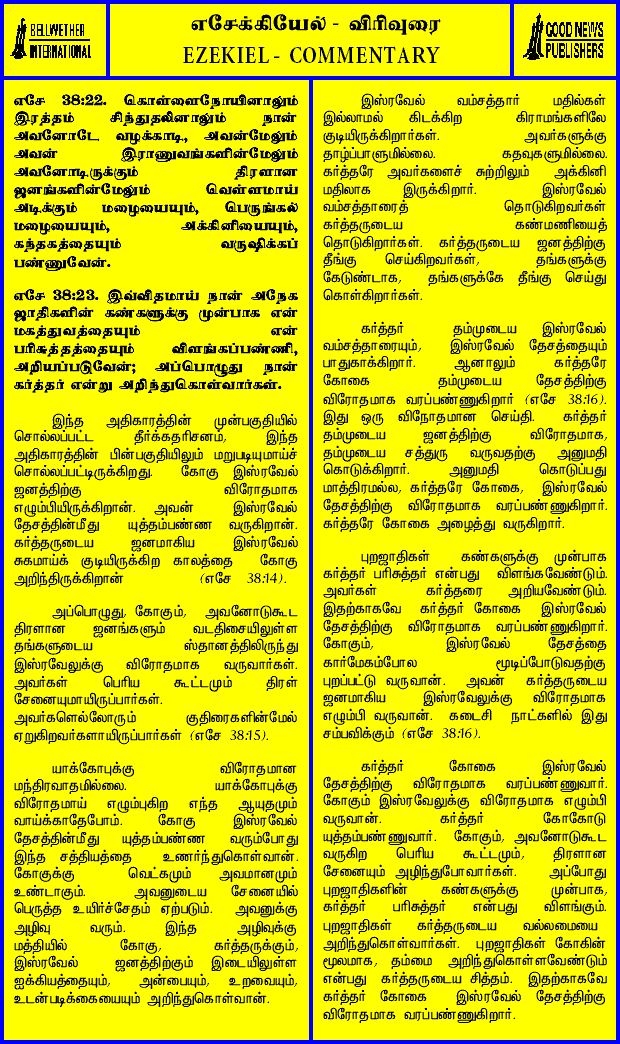 BELLWETHER
INTERNATIONAL
எசேக்கியேல் - விரிவுரை
EZEKIEL - COMMENTARY
GOOD NEWS
PUBLISHERS
எசே 38:22. கொள்ளைநோயினாலும்
இரத்தம் சிந்துதலினாலும் நான்
அவனோடே வழக்காடி, அவன்மேலும்
அவன் இராணுவங்களின்மேலும்
அவனோடிருக்கும் திரளான
ஜனங்களின்மேலும் வெள்ளமாய்
அடிக்கும் மழையையும், பெருங்கல்
மழையையும், அக்கினியையும்,
கந்தகத்தையும் வருஷிக்கப்
பண்ணுவேன்.
எசே 38:23. இவ்விதமாய் நான் அநேக
ஜாதிகளின் கண்களுக்கு முன்பாக என்
மகத்துவத்தையும் என்
பரிசுத்தத்தையும் விளங்கப்பண்ணி,
அறியப்படுவேன்; அப்பொழுது நான்
கர்த்தர் என்று அறிந்துகொள்வார்கள்.
இந்த அதிகாரத்தின் முன்பகுதியில்
சொல்லப்பட்ட தீர்க்கதரிசனம், இந்த
அதிகாரத்தின் பின்பகுதியிலும் மறுபடியுமாய்ச்
சொல்லப்பட்டிருக்கிறது. கோகு இஸ்ரவேல்
ஜனத்திற்கு விரோதமாக
எழும்பியிருக்கிறான். அவன் இஸ்ரவேல்
தேசத்தின்மீது யுத்தம்பண்ண வருகிறான்.
கர்த்தருடைய ஜனமாகிய இஸ்ரவேல்
சுகமாய்க் குடியிருக்கிற காலத்தை கோகு
அறிந்திருக்கிறான் (எசே 38:14).
அப்பொழுது, கோகும், அவனோடுகூட
திரளான ஜனங்களும் வடதிசையிலுள்ள
தங்களுடைய ஸ்தானத்திலிருந்து
இஸ்ரவேலுக்கு விரோதமாக வருவார்கள்.
அவர்கள் பெரிய கூட்டமும் திரள்
சேனையுமாயிருப்பார்கள்.
அவர்களெல்லோரும் குதிரைகளின்மேல்
ஏறுகிறவர்களாயிருப்பார்கள் (எசே 38:15).
யாக்கோபுக்கு விரோதமான
மந்திரவாதமில்லை. யாக்கோபுக்கு
விரோதமாய் எழும்புகிற எந்த ஆயுதமும்
வாய்க்காதேபோம். கோகு இஸ்ரவேல்
தேசத்தின்மீது யுத்தம்பண்ண வரும்போது
இந்த சத்தியத்தை உணர்ந்துகொள்வான்.
கோகுக்கு வெட்கமும் அவமானமும்
உண்டாகும். அவனுடைய சேனையில்
பெருத்த உயிர்ச்சேதம் ஏற்படும். அவனுக்கு
அழிவு வரும். இந்த அழிவுக்கு
மத்தியில் கோகு, கர்த்தருக்கும்,
இஸ்ரவேல் ஜனத்திற்கும் இடையிலுள்ள
ஐக்கியத்தையும், அன்பையும், உறவையும்,
உடன்படிக்கையையும் அறிந்துகொள்வான்.
இஸ்ரவேல் வம்சத்தார் மதில்கள்
இல்லாமல் கிடக்கிற கிராமங்களிலே
குடியிருக்கிறார்கள். அவர்களுக்கு
தாழ்ப்பாளுமில்லை. கதவுகளுமில்லை.
கர்த்தரே அவர்களைச் சுற்றிலும் அக்கினி
மதிலாக இருக்கிறார். இஸ்ரவேல்
வம்சத்தாரைத் தொடுகிறவர்கள்
கர்த்தருடைய கண்மணியைத்
தொடுகிறார்கள். கர்த்தருடைய ஜனத்திற்கு
தீங்கு செய்கிறவர்கள், தங்களுக்கு
கேடுண்டாக, தங்களுக்கே தீங்கு செய்து
கொள்கிறார்கள்.
கர்த்தர் தம்முடைய இஸ்ரவேல்
வம்சத்தாரையும், இஸ்ரவேல் தேசத்தையும்
பாதுகாக்கிறார். ஆனாலும் கர்த்தரே
கோகை தம்முடைய தேசத்திற்கு
விரோதமாக வரப்பண்ணுகிறார் (எசே 38:16).
இது ஒரு விநோதமான செய்தி. கர்த்தர்
தம்முடைய ஜனத்திற்கு விரோதமாக,
தம்முடைய சத்துரு வருவதற்கு அனுமதி
கொடுக்கிறார். அனுமதி கொடுப்பது
மாத்திரமல்ல, கர்த்தரே கோகை, இஸ்ரவேல்
தேசத்திற்கு விரோதமாக வரப்பண்ணுகிறார்.
கர்த்தரே கோகை அழைத்து வருகிறார்.
புறஜாதிகள் கண்களுக்கு முன்பாக
கர்த்தர் பரிசுத்தர் என்பது விளங்கவேண்டும்.
அவர்கள் கர்த்தரை அறியவேண்டும்.
இதற்காகவே கர்த்தர் கோகை இஸ்ரவேல்
தேசத்திற்கு விரோதமாக வரப்பண்ணுகிறார்.
கோகும், இஸ்ரவேல் தேசத்தை
கார்மேகம்போல மூடிப்போடுவதற்கு
புறப்பட்டு வருவான். அவன் கர்த்தருடைய
ஜனமாகிய இஸ்ரவேலுக்கு விரோதமாக
எழும்பி வருவான். கடைசி நாட்களில் இது
சம்பவிக்கும் (எசே 38:16).
கர்த்தர் கோகை இஸ்ரவேல்
தேசத்திற்கு விரோதமாக வரப்பண்ணுவார்.
கோகும் இஸ்ரவேலுக்கு விரோதமாக எழும்பி
வருவான். கர்த்தர் கோகோடு
யுத்தம்பண்ணுவார். கோகும், அவனோடுகூட
வருகிற பெரிய கூட்டமும், திரளான
சேனையும் அழிந்துபோவார்கள். அப்போது
புறஜாதிகளின் கண்களுக்கு முன்பாக,
கர்த்தர் பரிசுத்தர் என்பது விளங்கும்.
புறஜாதிகள் கர்த்தருடைய வல்லமையை
அறிந்துகொள்வார்கள். புறஜாதிகள் கோகின்
மூலமாக, தம்மை அறிந்துகொள்ளவேண்டும்
என்பது கர்த்தருடைய சித்தம். இதற்காகவே
கர்த்தர் கோகை இஸ்ரவேல் தேசத்திற்கு
விரோதமாக வரப்பண்ணுகிறார்.